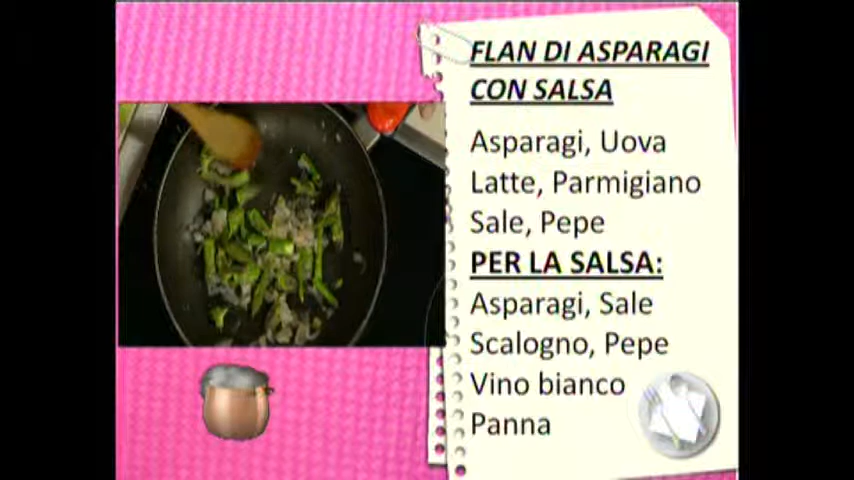 FLAN DI ASPARAGI
CON SALSA
Asparagi, Uova
Latte, Parmigiano
Sale, Pepe
PER LA SALSA:
Asparagi, Sale
Scalogno, Pepe
Vino bianco
Panna